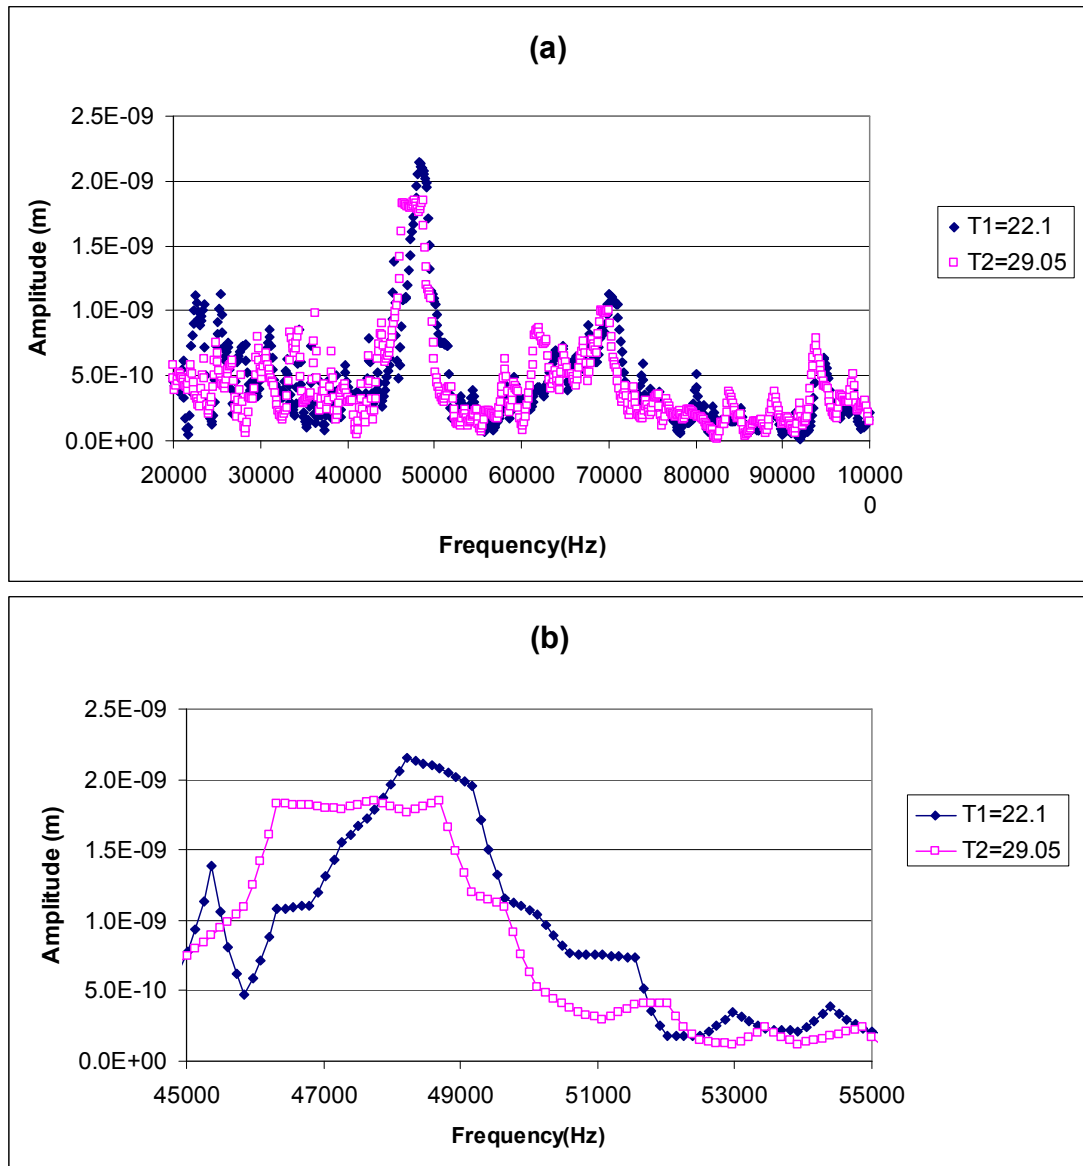 (a)
2.5E-09
2.0E-09
1.5E-09
1.0E-09
5.0E-10
0.0E+00
Amplitude (m)
20000 30000 40000 50000 60000 70000 80000 90000 10000
0
Frequency(Hz)
T1=22.1
T2=29.05
(b)
2.5E-09
2.0E-09
1.5E-09
1.0E-09
5.0E-10
0.0E+00
Amplitude (m)
45000 47000 49000 51000 53000 55000
Frequency(Hz)
T1=22.1
T2=29.05